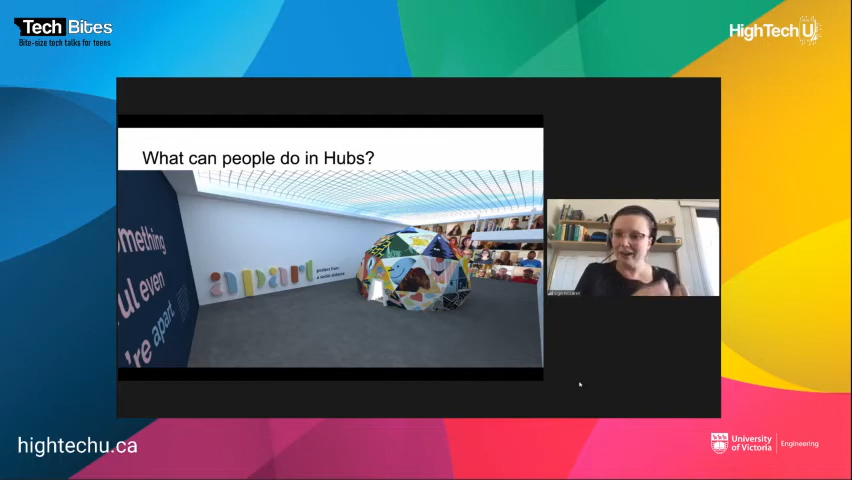 Tech Bites
Bite-size tech talks for teens
HighTechU
What can people do in Hubs?
mething
ul even
're apart
apart
hightechu.ca
University
of Victoria
Engineering